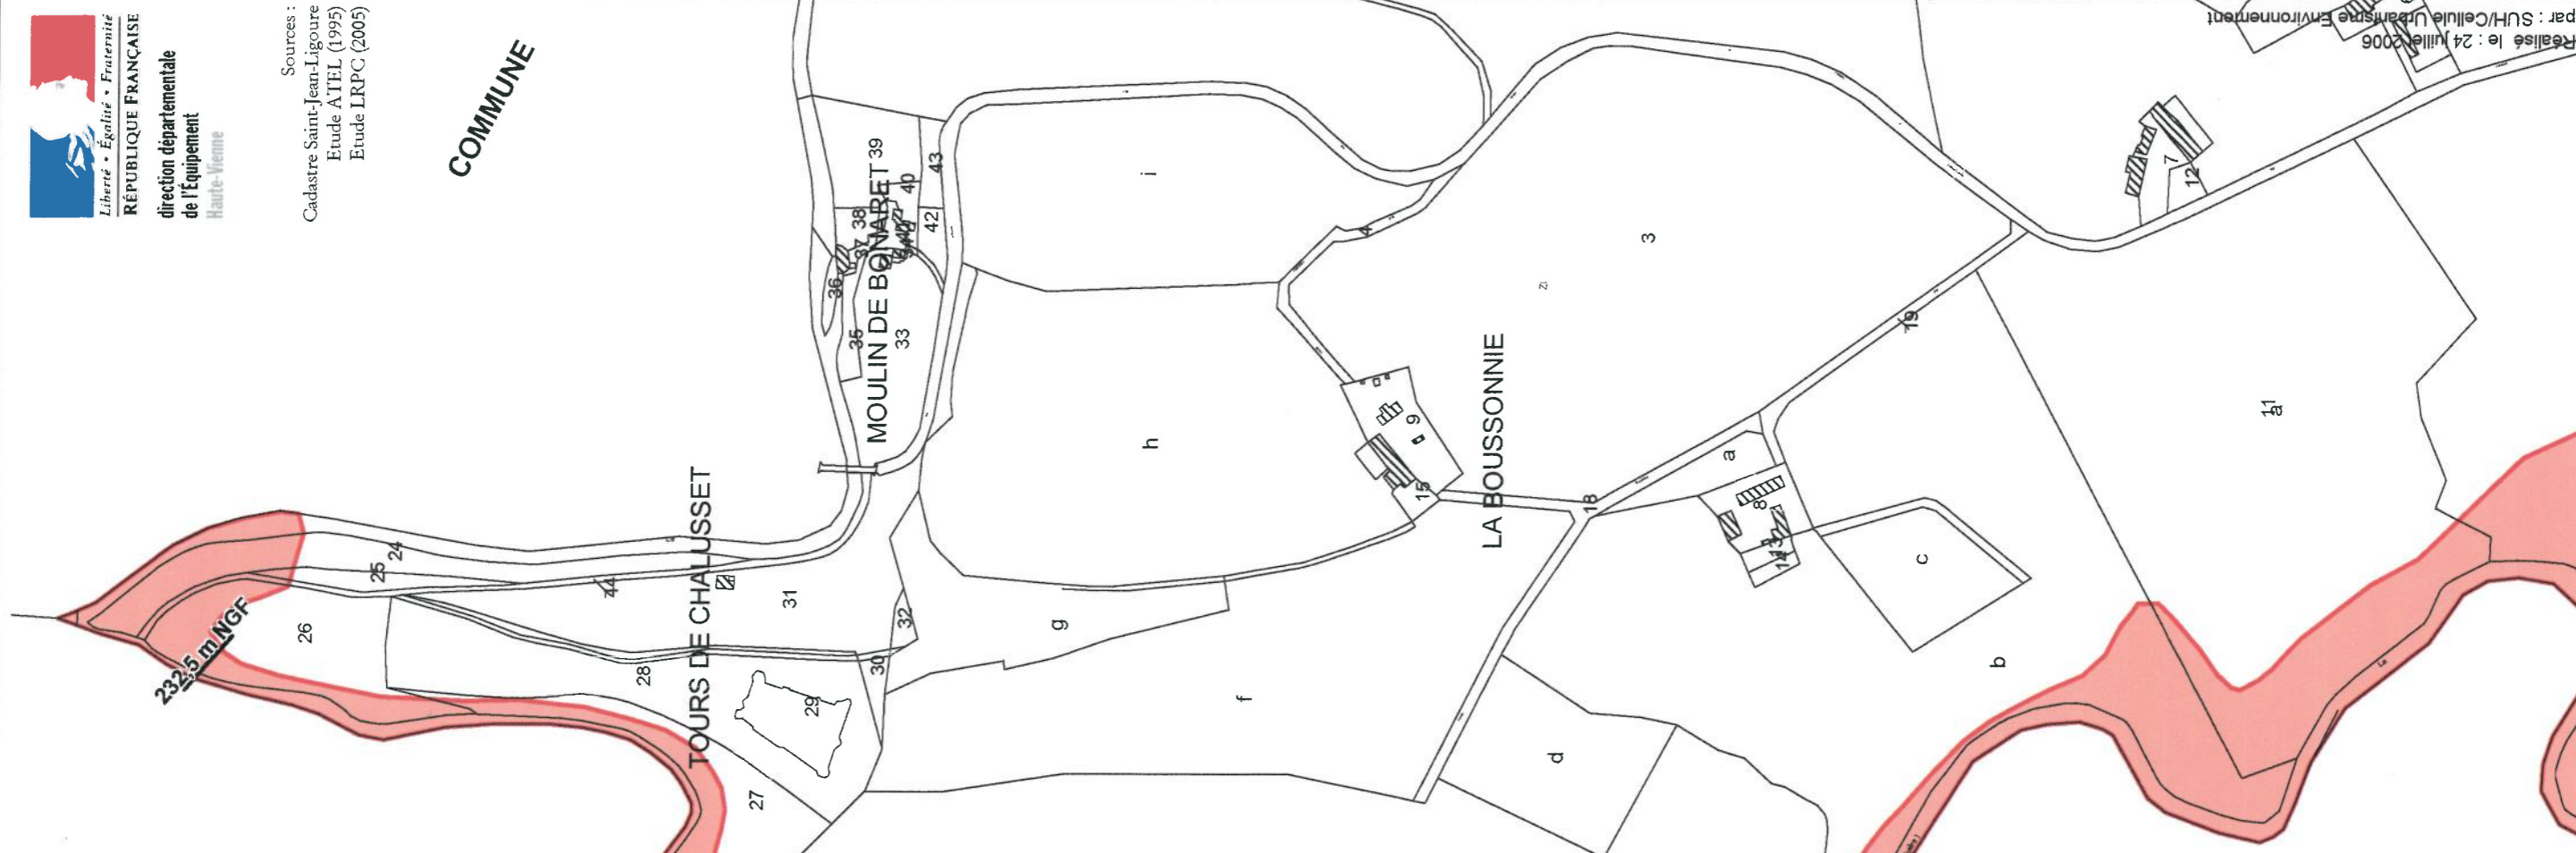 Liberté • Égalité • Fraternité
RÉPUBLIQUE FRANÇAISE
direction départementale
de l'Équipement
Haute-Vienne
Sources :
Cadastre Saint-Jean-Ligoure
Etude ATEL (1995)
Etude LRPC (2005)
COMMUNE
Réalisé le : 24 juillet 2006
par : SUH/Cellule Urbanisme Environnement
232,5 m NGF
TOURS DE CHALUSSET
MOULIN DE BONARET
LA BOUSSONNIE
24
25
26
44
31
28
29
27
30
32
33
35
36
37
38
39
40
42
43
i
h
g
f
4
3
9
15
18
19
a
8
13
14
c
b
d
11
a
7
12